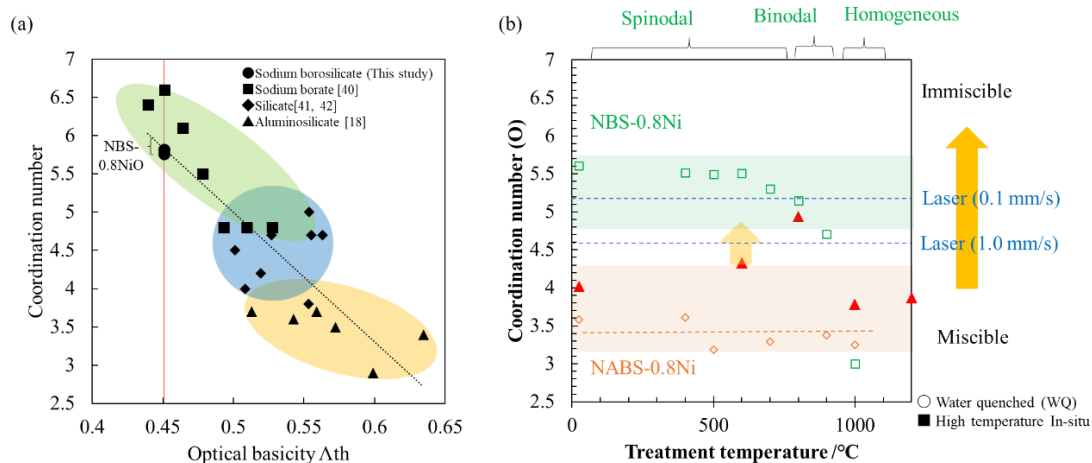 (a)
7
6.5
6
5.5
5
4.5
4
3.5
3
2.5
Coordination number
0.4
0.45
0.5
0.55
0.6
0.65
Optical basicity Λth
Sodium borosilicate (This study)
Sodium borate [40]
Silicate[41, 42]
Aluminosilicate [18]
NBS-
0.8NiO
(b)
Spinodal
Binodal
Homogeneous
7
6.5
6
5.5
5
4.5
4
3.5
3
2.5
Coordination number (O)
0
500
1000
Treatment temperature /°C
NBS-0.8Ni
NABS-0.8Ni
Immiscible
Laser (0.1 mm/s)
Laser (1.0 mm/s)
Miscible
Water quenched (WQ)
High temperature In-situ